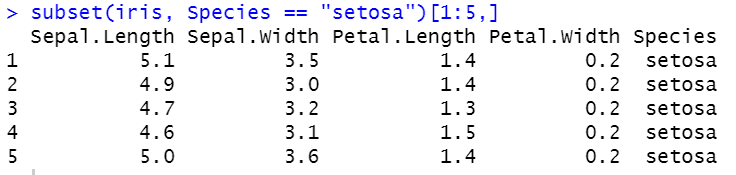 > subset(iris, Species == "setosa")[1:5,]
  Sepal.Length Sepal.Width Petal.Length Petal.Width Species
1          5.1         3.5          1.4         0.2  setosa
2          4.9         3.0          1.4         0.2  setosa
3          4.7         3.2          1.3         0.2  setosa
4          4.6         3.1          1.5         0.2  setosa
5          5.0         3.6          1.4         0.2  setosa